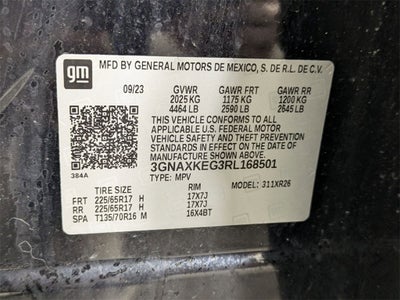 gm
MFD BY GENERAL MOTORS DE MEXICO, S. DE R.L. DE C.V.
09/23 GVWR GAWR FRT GAWR RR
2025 KG 1175 KG 1200 KG
4464 LB 2590 LB 2645 LB
THIS VEHICLE CONFORMS TO ALL
APPLICABLE U.S. FEDERAL MOTOR
VEHICLE SAFETY AND THEFT PREVENTION
STANDARDS IN EFFECT ON THE DATE OF
MANUFACTURE SHOWN ABOVE.
3GNAXKEG3RL168501
384A TYPE: MPV MODEL: 311XR26
TIRE SIZE RIM
FRT 225/65R17 H 17X7J
RR 225/65R17 H 17X7J
SPA T135/70R16 M 16X4BT